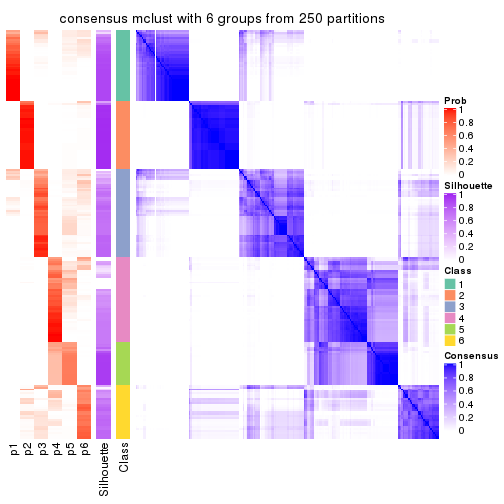 consensus mclust with 6 groups from 250 partitions
Prob
1
0.8
0.6
0.4
0.2
0
Silhouette
1
0.8
0.6
0.4
0.2
0
Class
1
2
3
4
5
6
Consensus
1
0.8
0.6
0.4
0.2
0
p1
p2
p3
p4
p5
p6
Silhouette
Class